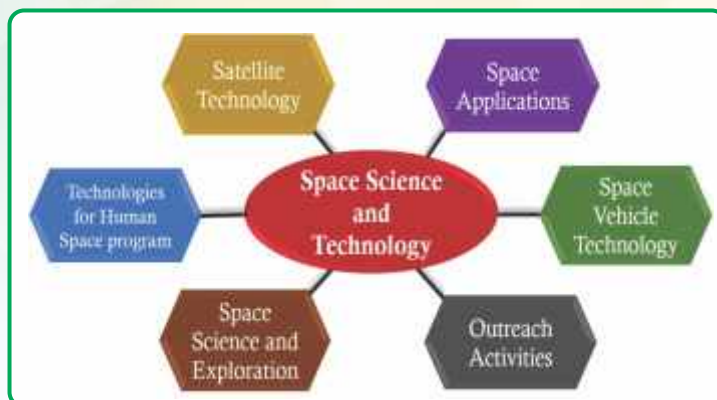 Satellite
Technology
Space
Applications
Technologies
for Human
Space program
Space Science
and
Technology
Space
Vehicle
Technology
Space
Science and
Exploration
Outreach
Activities